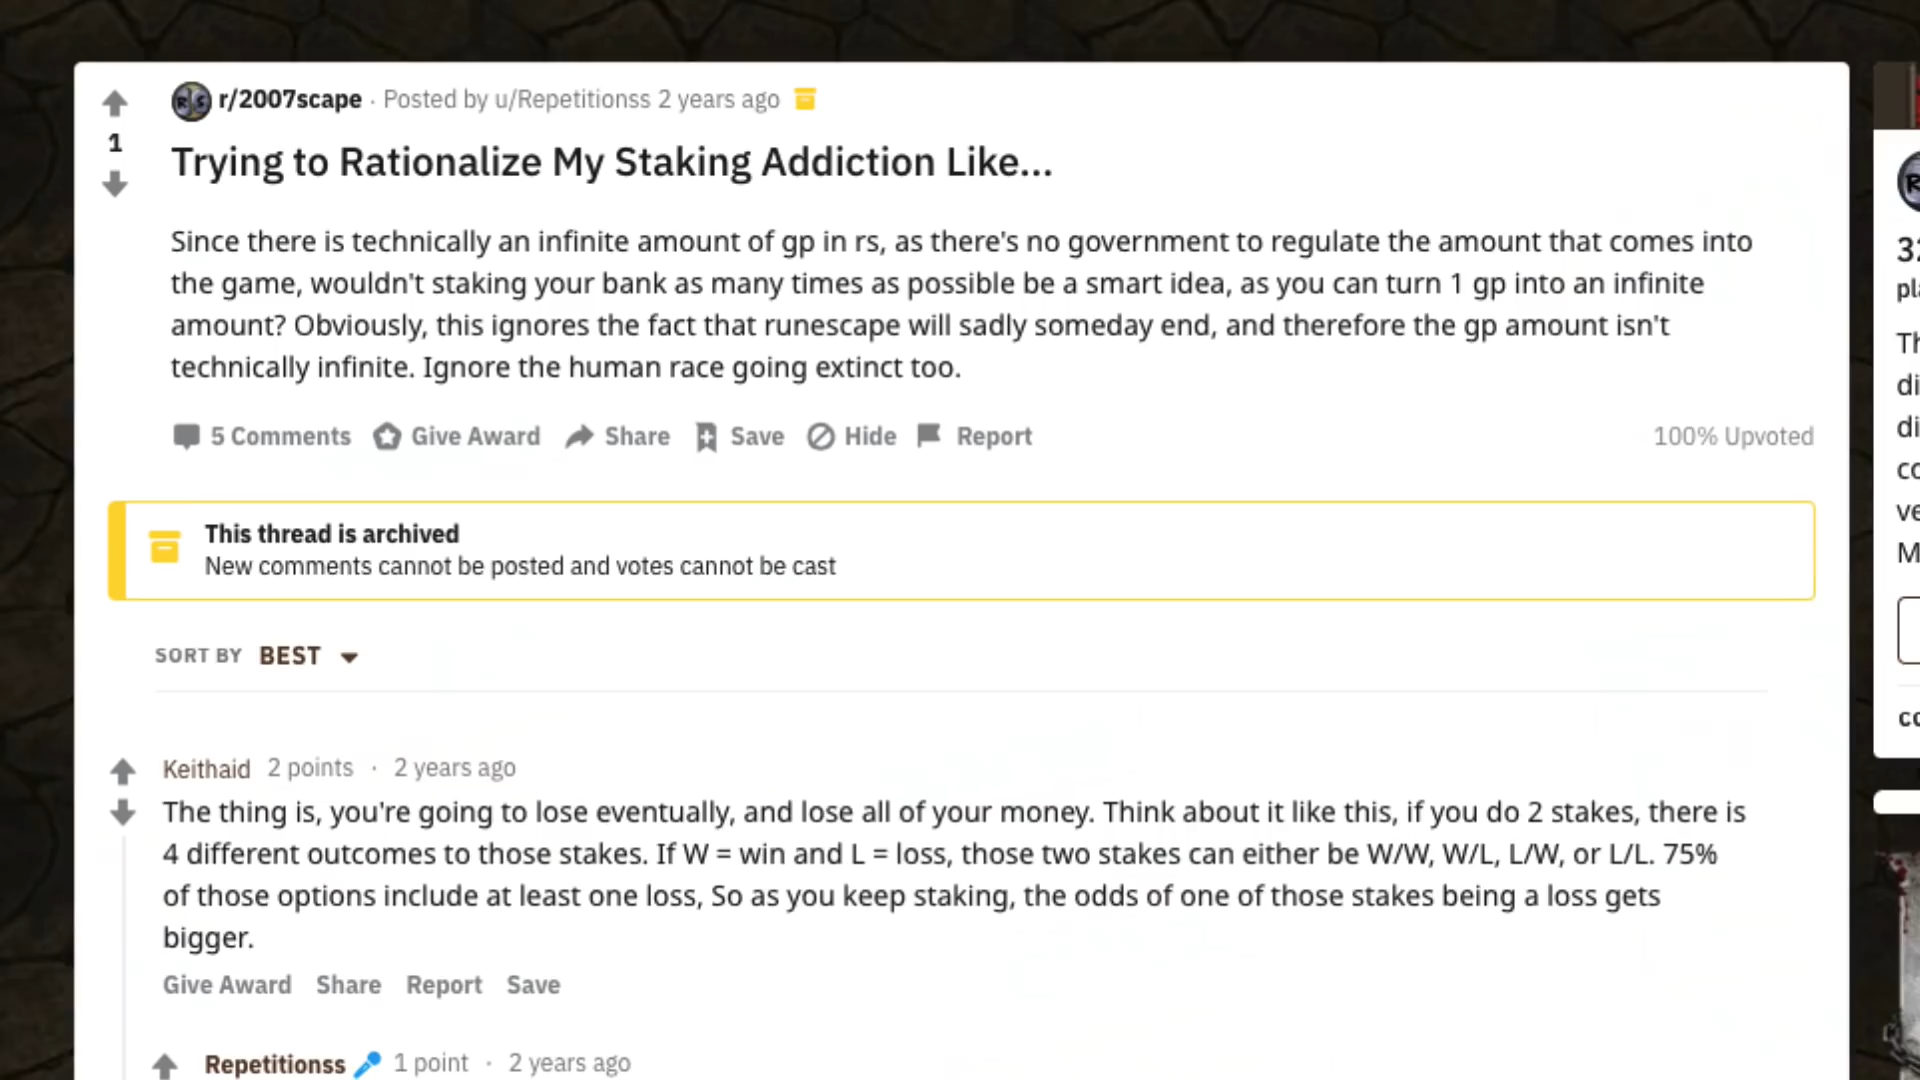 r/2007scape · Posted by u/Repetitionss 2 years ago
1
Trying to Rationalize My Staking Addiction Like...
Since there is technically an infinite amount of gp in rs, as there's no government to regulate the amount that comes into
the game, wouldn't staking your bank as many times as possible be a smart idea, as you can turn 1 gp into an infinite
amount? Obviously, this ignores the fact that runescape will sadly someday end, and therefore the gp amount isn't
technically infinite. Ignore the human race going extinct too.
5 Comments Give Award Share Save Hide Report 100% Upvoted
This thread is archived
New comments cannot be posted and votes cannot be cast
SORT BY BEST
Keithaid 2 points · 2 years ago
The thing is, you're going to lose eventually, and lose all of your money. Think about it like this, if you do 2 stakes, there is
4 different outcomes to those stakes. If W = win and L = loss, those two stakes can either be W/W, W/L, L/W, or L/L. 75%
of those options include at least one loss, So as you keep staking, the odds of one of those stakes being a loss gets
bigger.
Give Award Share Report Save
Repetitionss 1 point · 2 years ago